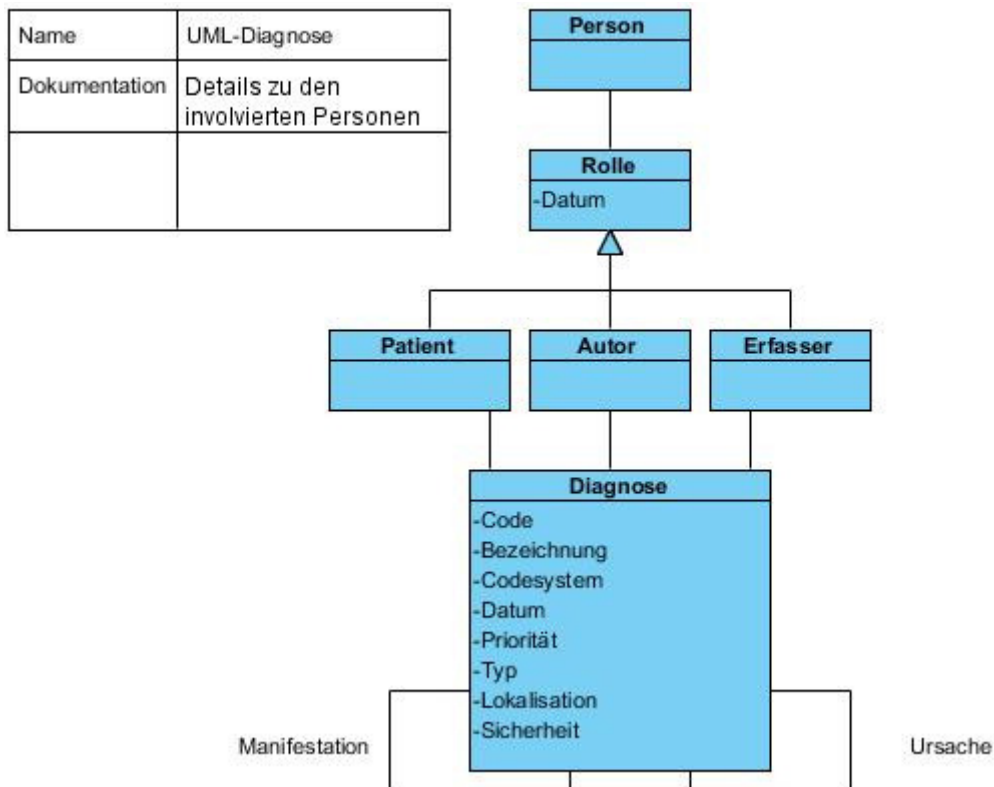 Name UML-Diagnose
Dokumentation Details zu den
involvierten Personen
Person
Rolle
-Datum
Patient Autor Erfasser
Diagnose
-Code
-Bezeichnung
-Codesystem
-Datum
-Priorität
-Typ
-Lokalisation
-Sicherheit
Manifestation Ursache